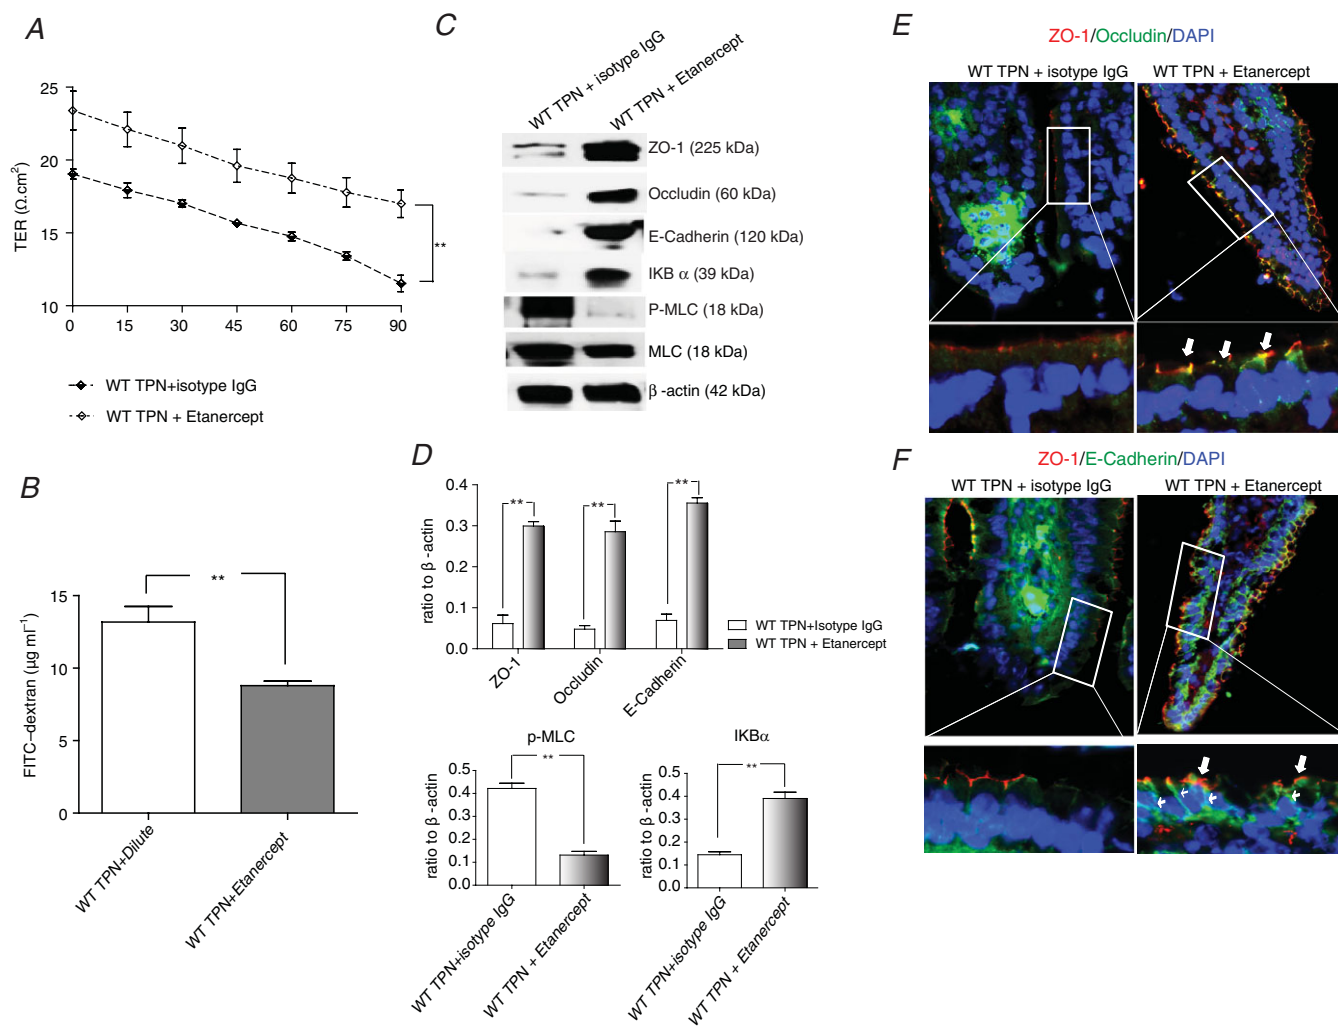 A
TER (Ω.cm²)
25
20
15
10
0 15 30 45 60 75 90
**
WT TPN+isotype IgG
WT TPN + Etanercept
B
FITC–dextran (µg ml⁻¹)
15
10
5
0
**
WT TPN+Dilute
WT TPN+Etanercept
C
WT TPN + isotype IgG
WT TPN + Etanercept
ZO-1 (225 kDa)
Occludin (60 kDa)
E-Cadherin (120 kDa)
IKB α (39 kDa)
P-MLC (18 kDa)
MLC (18 kDa)
β -actin (42 kDa)
D
ratio to β -actin
0.4
0.3
0.2
0.1
0.0
** ** **
ZO-1
Occludin
E-Cadherin
WT TPN+Isotype IgG
WT TPN + Etanercept
p-MLC
ratio to β -actin
0.5
0.4
0.3
0.2
0.1
0.0
**
WT TPN+isotype IgG
WT TPN + Etanercept
IKBα
ratio to β -actin
0.5
0.4
0.3
0.2
0.1
0.0
**
WT TPN+isotype IgG
WT TPN + Etanercept
E
ZO-1/Occludin/DAPI
WT TPN + isotype IgG
WT TPN + Etanercept
F
ZO-1/E-Cadherin/DAPI
WT TPN + isotype IgG
WT TPN + Etanercept